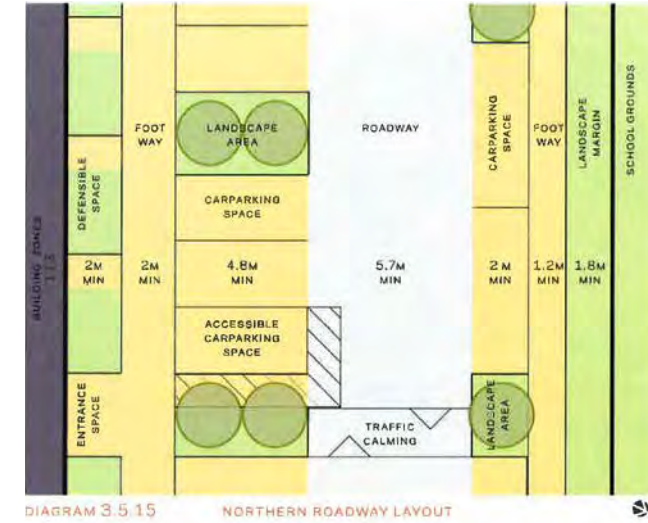 BUILDING ZONES
1 / 3
DEFENSIBLE
SPACE
2M
MIN
ENTRANCE
SPACE
FOOT
WAY
2M
MIN
LANDSCAPE
AREA
CARPARKING
SPACE
4.8M
MIN
ACCESSIBLE
CARPARKING
SPACE
ROADWAY
5.7M
MIN
TRAFFIC
CALMING
CARPARKING
SPACE
2 M
MIN
LANDSCAPE
AREA
FOOT
WAY
1.2M
MIN
LANDSCAPE
MARGIN
1.8M
MIN
SCHOOL GROUNDS
DIAGRAM 3.5.15 NORTHERN ROADWAY LAYOUT